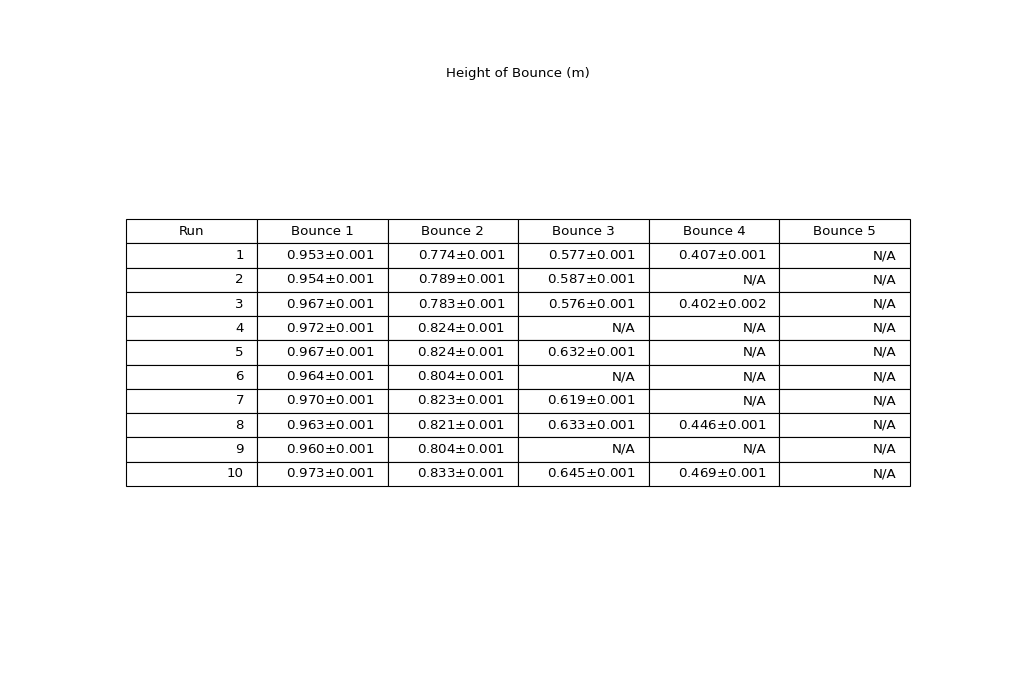 Height of Bounce (m)
Run Bounce 1 Bounce 2 Bounce 3 Bounce 4 Bounce 5
1 0.953±0.001 0.774±0.001 0.577±0.001 0.407±0.001 N/A
2 0.954±0.001 0.789±0.001 0.587±0.001 N/A N/A
3 0.967±0.001 0.783±0.001 0.576±0.001 0.402±0.002 N/A
4 0.972±0.001 0.824±0.001 N/A N/A N/A
5 0.967±0.001 0.824±0.001 0.632±0.001 N/A N/A
6 0.964±0.001 0.804±0.001 N/A N/A N/A
7 0.970±0.001 0.823±0.001 0.619±0.001 N/A N/A
8 0.963±0.001 0.821±0.001 0.633±0.001 0.446±0.001 N/A
9 0.960±0.001 0.804±0.001 N/A N/A N/A
10 0.973±0.001 0.833±0.001 0.645±0.001 0.469±0.001 N/A